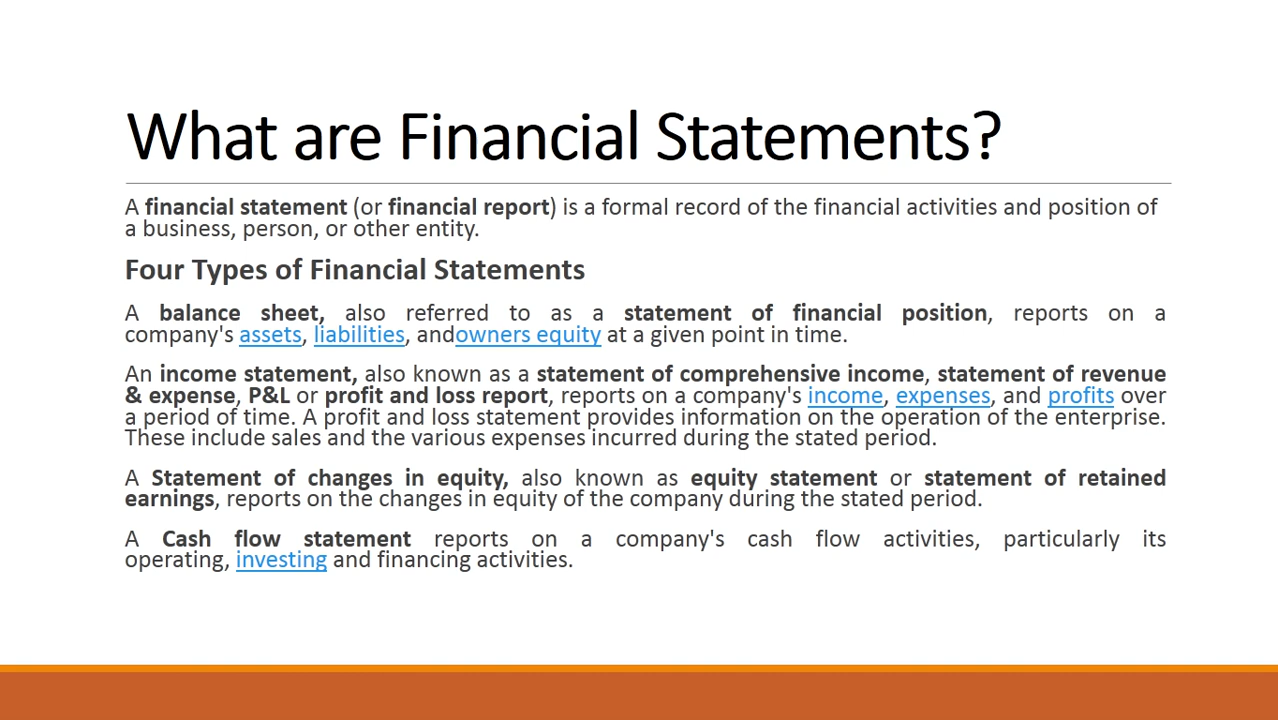 What are Financial Statements?
A financial statement (or financial report) is a formal record of the financial activities and position of
a business, person, or other entity.
Four Types of Financial Statements
A balance sheet, also referred to as a statement of financial position, reports on a
company's assets, liabilities, andowners equity at a given point in time.
An income statement, also known as a statement of comprehensive income, statement of revenue
& expense, P&L or profit and loss report, reports on a company's income, expenses, and profits over
a period of time. A profit and loss statement provides information on the operation of the enterprise.
These include sales and the various expenses incurred during the stated period.
A Statement of changes in equity, also known as equity statement or statement of retained
earnings, reports on the changes in equity of the company during the stated period.
A Cash flow statement reports on a company's cash flow activities, particularly its
operating, investing and financing activities.